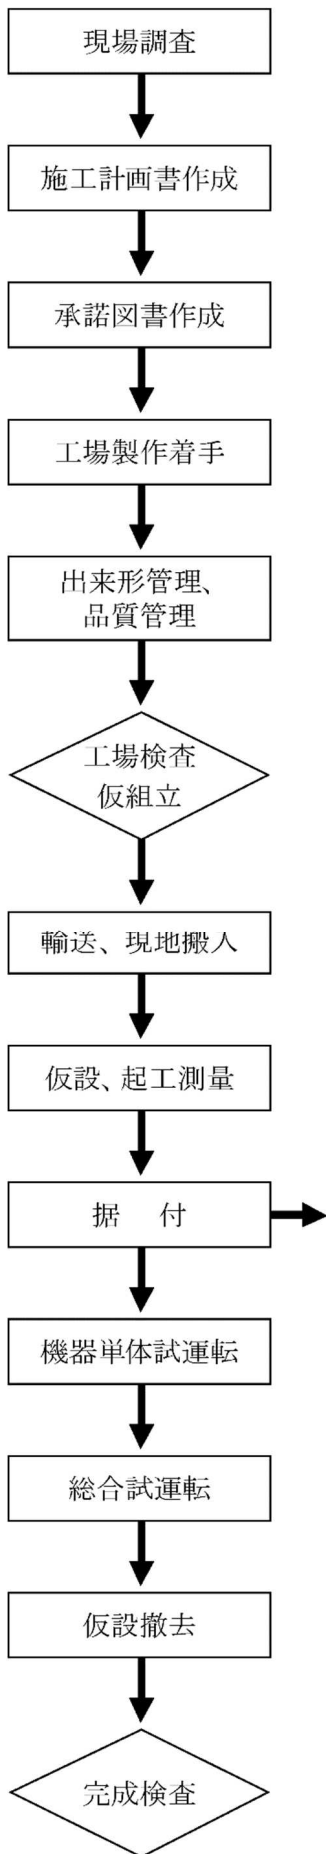 現場調査
施工計画書作成
承諾図書作成
工場製作着手
出来形管理、
品質管理
工場検査
仮組立
輸送、現地搬入
仮設、起工測量
据　付
機器単体試運転
総合試運転
仮設撤去
完成検査